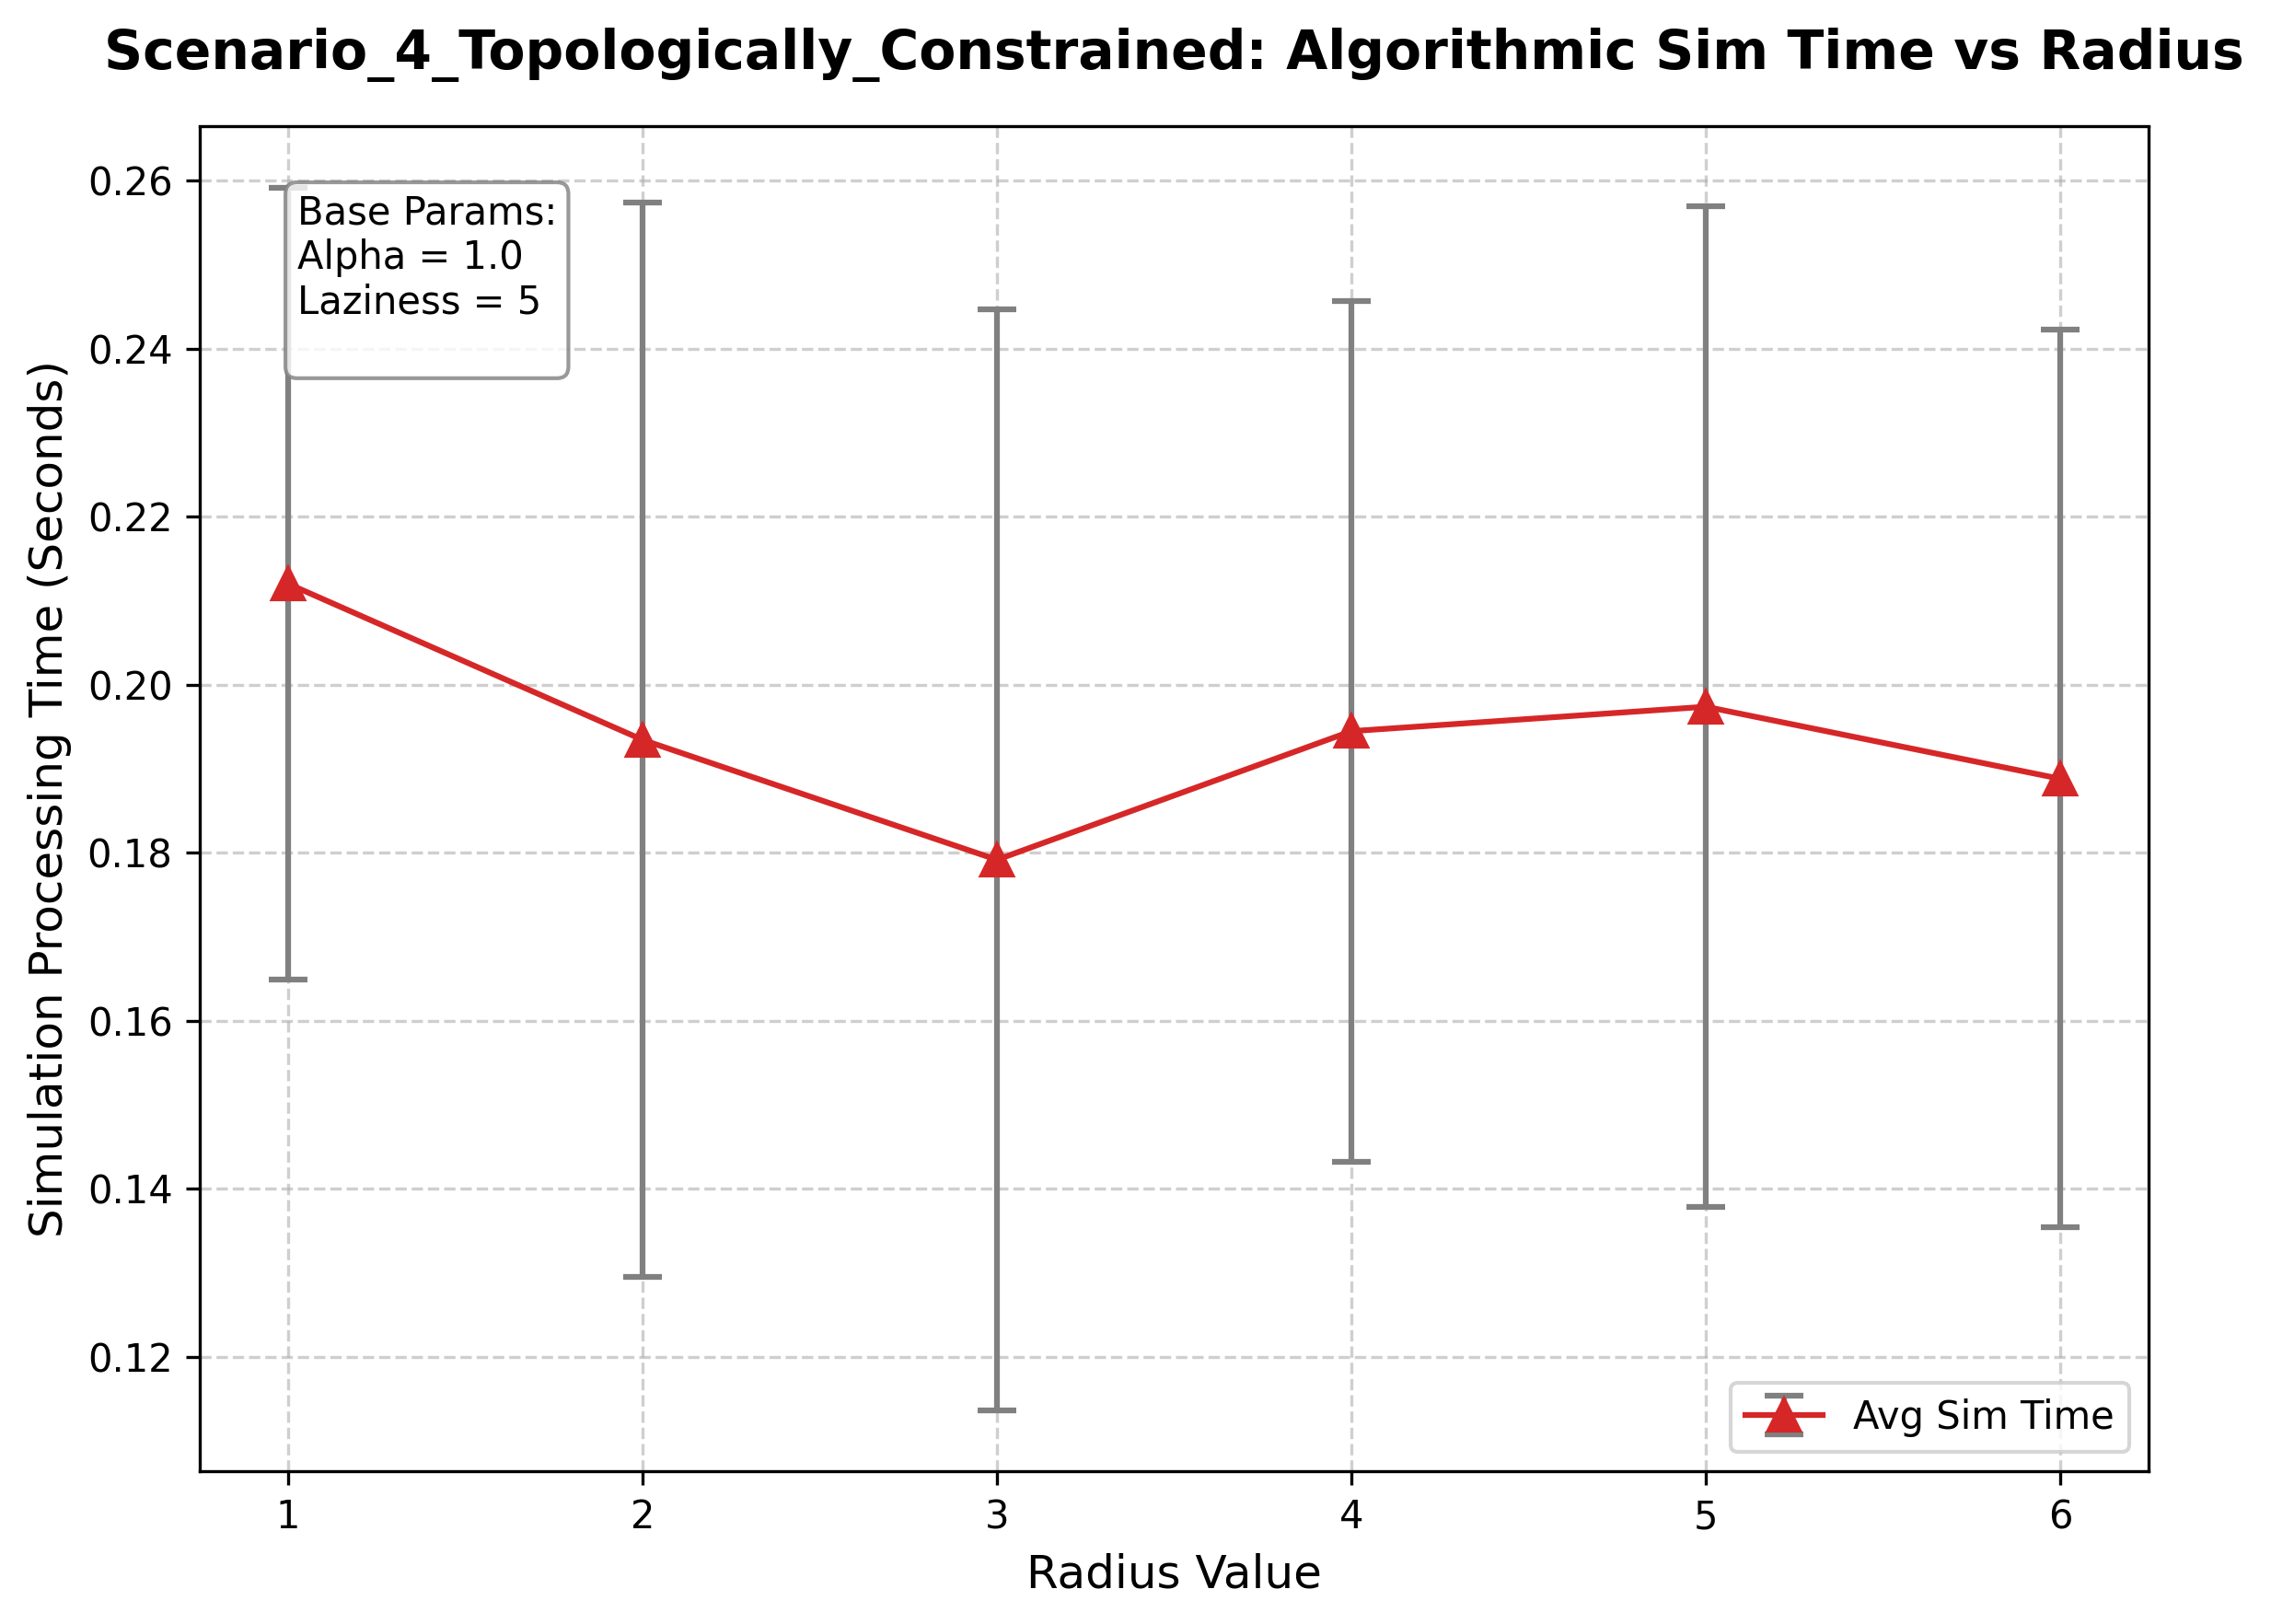 Scenario_4_Topologically_Constrained: Algorithmic Sim Time vs Radius
Simulation Processing Time (Seconds)
0.26
0.24
0.22
0.20
0.18
0.16
0.14
0.12
Base Params:
Alpha = 1.0
Laziness = 5
Avg Sim Time
1 2 3 4 5 6
Radius Value